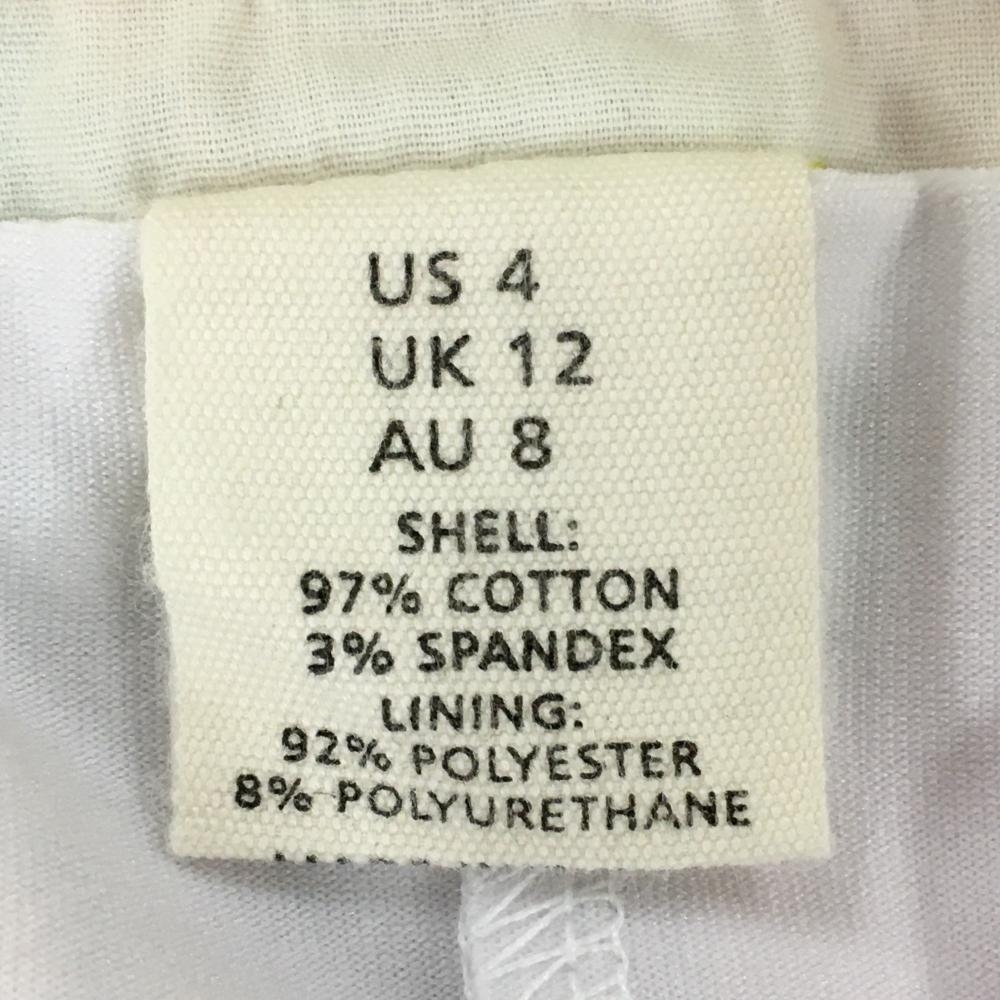 US 4
UK 12
AU 8
SHELL:
97% COTTON
3% SPANDEX
LINING:
92% POLYESTER
8% POLYURETHANE